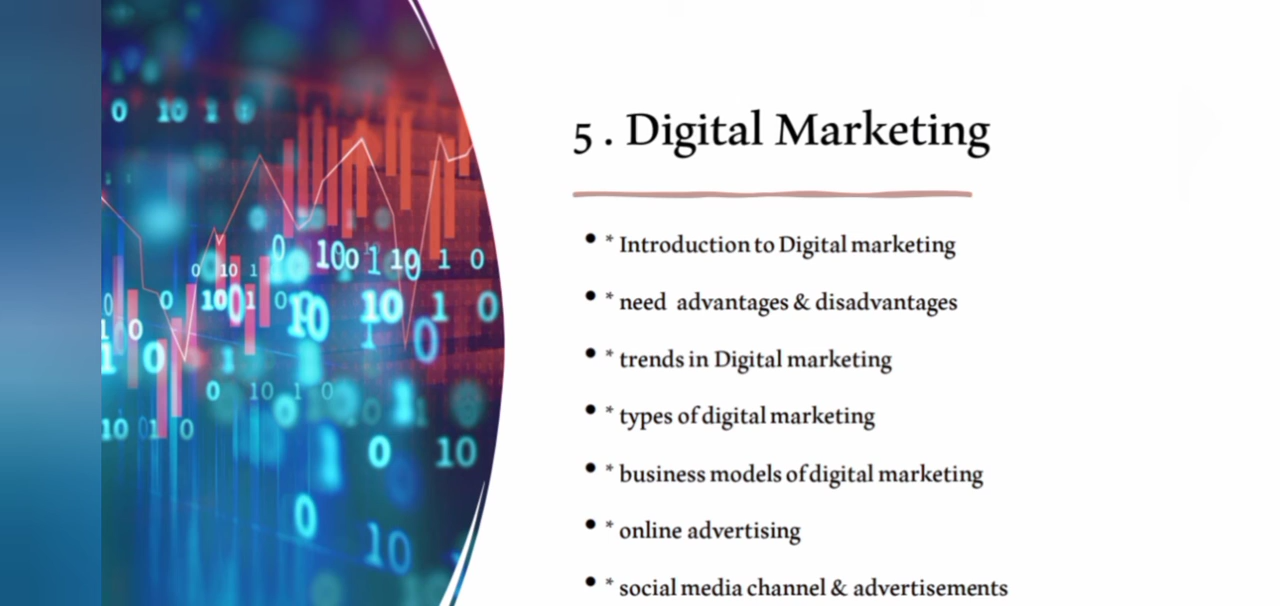 5 . Digital Marketing
• * Introduction to Digital marketing
• * need  advantages & disadvantages
• * trends in Digital marketing
• * types of digital marketing
• * business models of digital marketing
• * online advertising
• * social media channel & advertisements